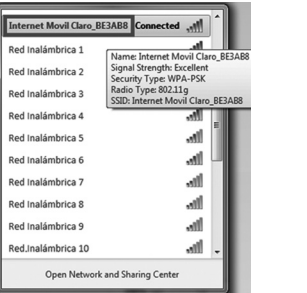 Internet Movil Claro_BE3AB8 Connected
Red Inalámbrica 1
Name: Internet Movil Claro_BE3AB8
Signal Strength: Excellent
Security Type: WPA-PSK
Radio Type: 802.11g
SSID: Internet Movil Claro_BE3AB8
Red Inalámbrica 2
Red Inalámbrica 3
Red Inalámbrica 4
Red Inalámbrica 5
Red Inalámbrica 6
Red Inalámbrica 7
Red Inalámbrica 8
Red Inalámbrica 9
Red.Inalámbrica 10
Open Network and Sharing Center